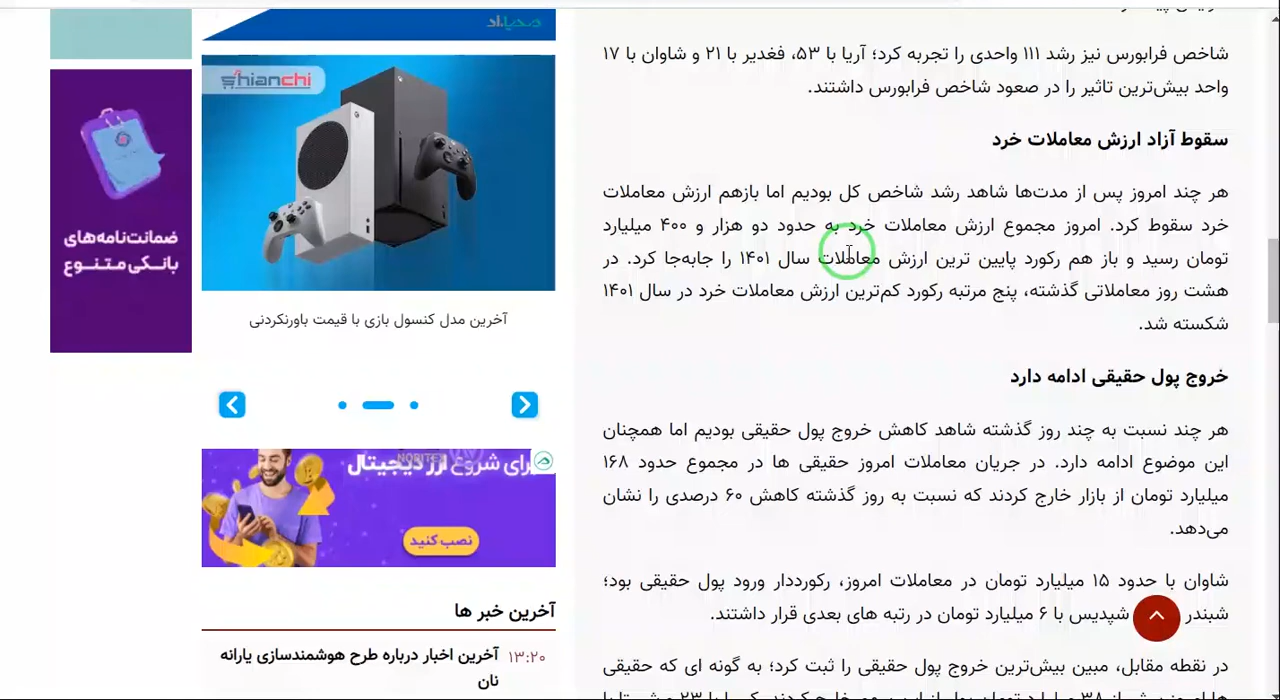 شاخص فرابورس نیز رشد ۱۱۱ واحدی را تجربه کرد؛ آریا با ۵۳، فغدیر با ۲۱ و شاوان با ۱۷
واحد بیش‌ترین تاثیر را در صعود شاخص فرابورس داشتند.
سقوط آزاد ارزش معاملات خرد
هر چند امروز پس از مدت‌ها شاهد رشد شاخص کل بودیم اما بازهم ارزش معاملات
خرد سقوط کرد. امروز مجموع ارزش معاملات خرد به حدود دو هزار و ۴۰۰ میلیارد
تومان رسید و باز هم رکورد پایین ترین ارزش معاملات سال ۱۴۰۱ را جابه‌جا کرد. در
هشت روز معاملاتی گذشته، پنج مرتبه رکورد کم‌ترین ارزش معاملات خرد در سال ۱۴۰۱
شکسته شد.
خروج پول حقیقی ادامه دارد
هر چند نسبت به چند روز گذشته شاهد کاهش خروج پول حقیقی بودیم اما همچنان
این موضوع ادامه دارد. در جریان معاملات امروز حقیقی ها در مجموع حدود ۱۶۸
میلیارد تومان از بازار خارج کردند که نسبت به روز گذشته کاهش ۶۰ درصدی را نشان
می‌دهد.
شاوان با حدود ۱۵ میلیارد تومان در معاملات امروز، رکورددار ورود پول حقیقی بود؛
شبندر شپدیس با ۶ میلیارد تومان در رتبه های بعدی قرار داشتند.
در نقطه مقابل، مبین بیش‌ترین خروج پول حقیقی را ثبت کرد؛ به گونه ای که حقیقی
Shianchi
آخرین مدل کنسول بازی با قیمت باورنکردنی
برای شروع ارز دیجیتال
NOBITEX
نصب کنید
آخرین خبر ها
۱۳:۲۰ آخرین اخبار درباره طرح هوشمندسازی یارانه
نان
ضمانت‌نامه‌های
بانکی متنوع